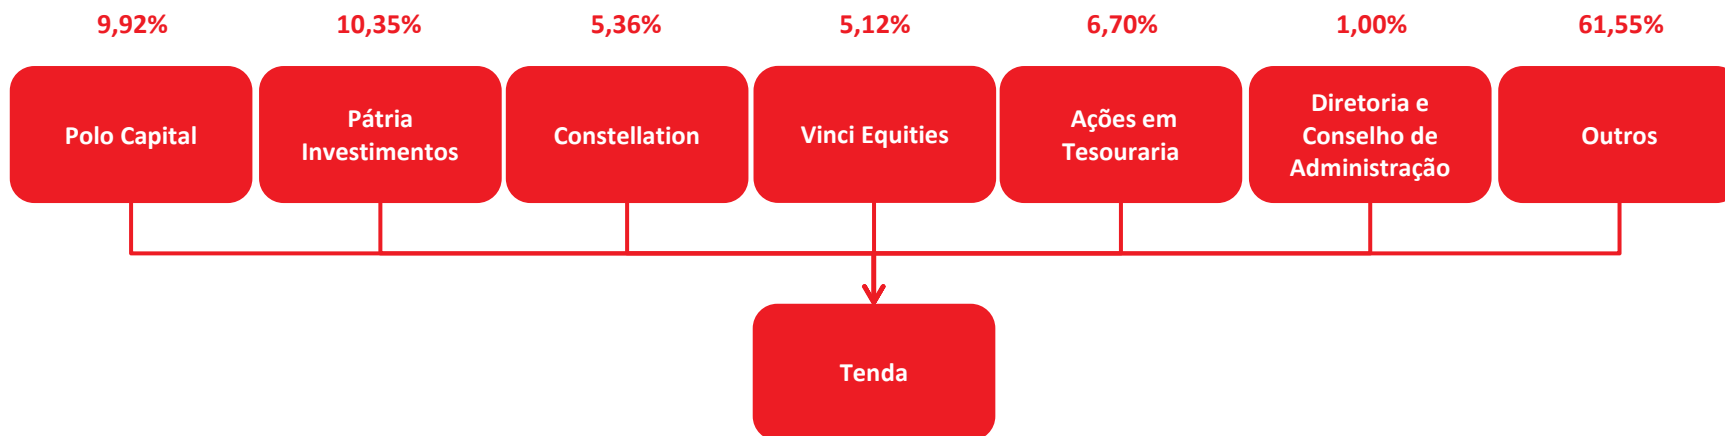 9,92%
10,35%
5,36%
5,12%
6,70%
1,00%
61,55%
Polo Capital
Pátria
Investimentos
Constellation
Vinci Equities
Ações em
Tesouraria
Diretoria e
Conselho de
Administração
Outros
Tenda